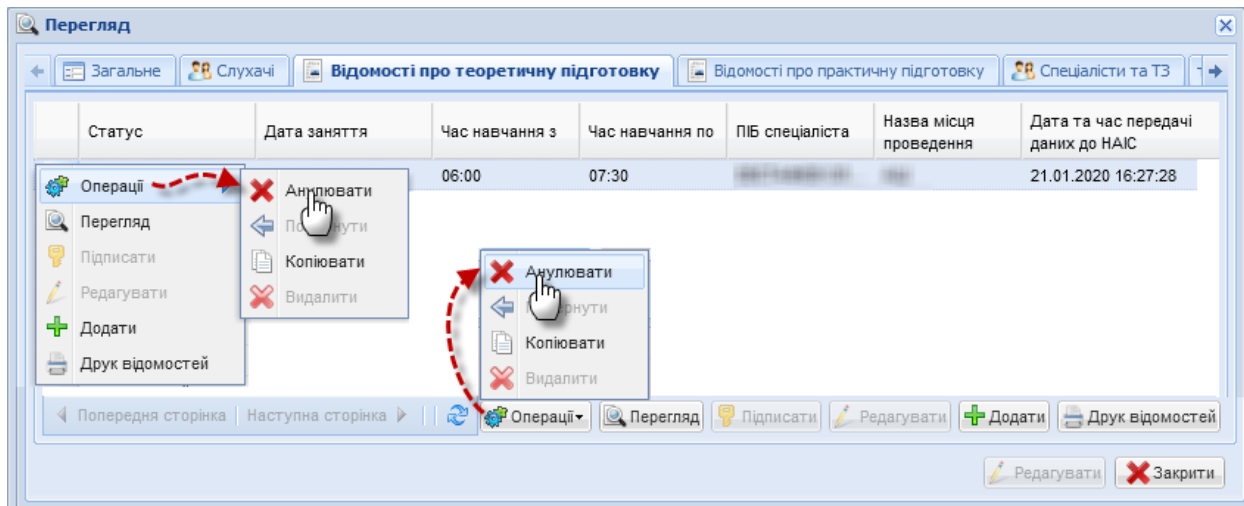 Перегляд
Загальне
Слухачі
Відомості про теоретичну підготовку
Відомості про практичну підготовку
Спеціалісти та ТЗ
Статус
Дата заняття
Час навчання з
Час навчання по
ПІБ спеціаліста
Назва місця
проведення
Дата та час передачі
даних до НАІС
06:00
07:30
21.01.2020 16:27:28
Операції
Перегляд
Підписати
Редагувати
Додати
Друк відомостей
Анулювати
Копіювати
Видалити
Анулювати
Копіювати
Видалити
Попередня сторінка
Наступна сторінка
Операції
Перегляд
Підписати
Редагувати
Додати
Друк відомостей
Редагувати
Закрити